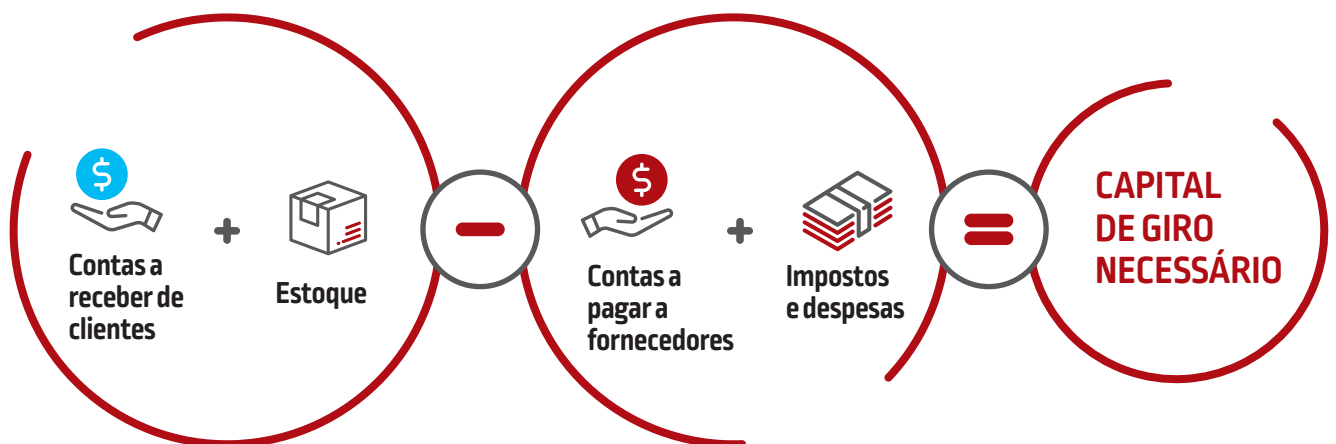 $
Contas a
receber de
clientes
+
Estoque
−
$
Contas a
pagar a
fornecedores
+
Impostos
e despesas
=
CAPITAL
DE GIRO
NECESSÁRIO